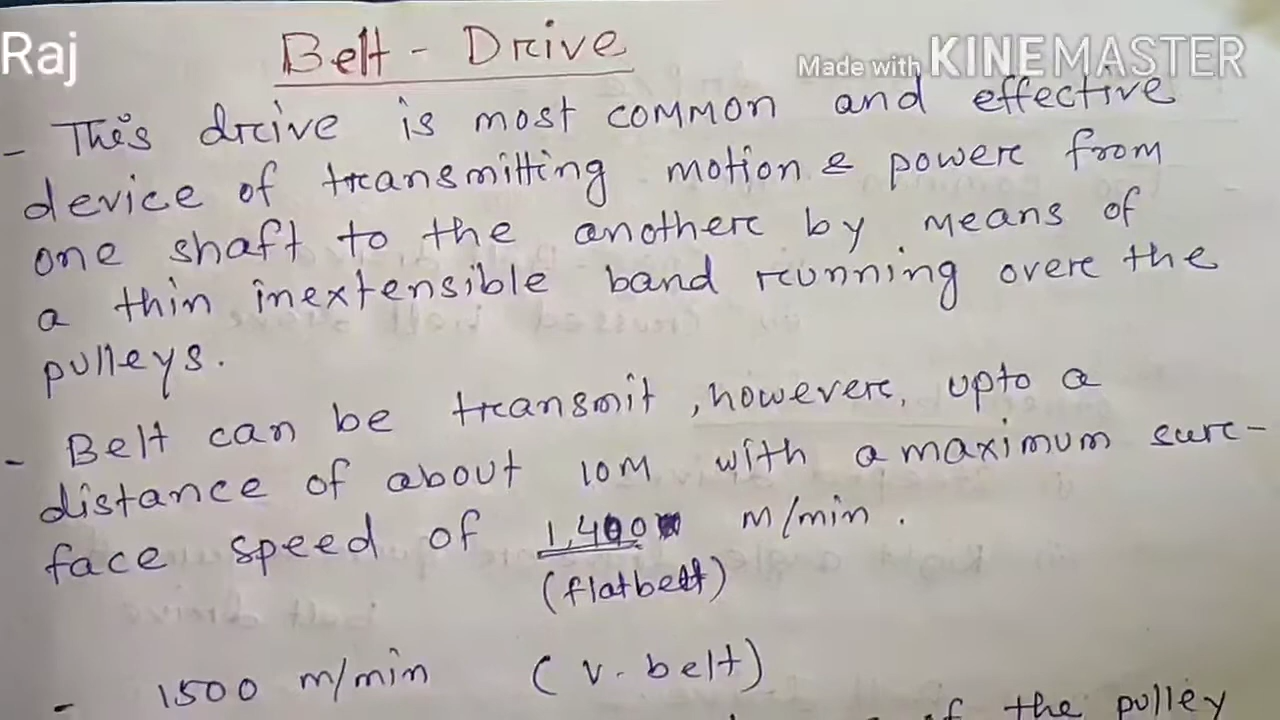 Raj
Belt - Drive
Made with KINEMASTER
- This drive is most common and effective
device of transmitting motion & power from
one shaft to the another by means of
a thin inextensible band running over the
pulleys.
- Belt can be transmit, however, upto a
distance of about 10M with a maximum sur-
face speed of 1,400 m/min.
(flatbelt)
- 1500 m/min (v. belt)
of the pulley